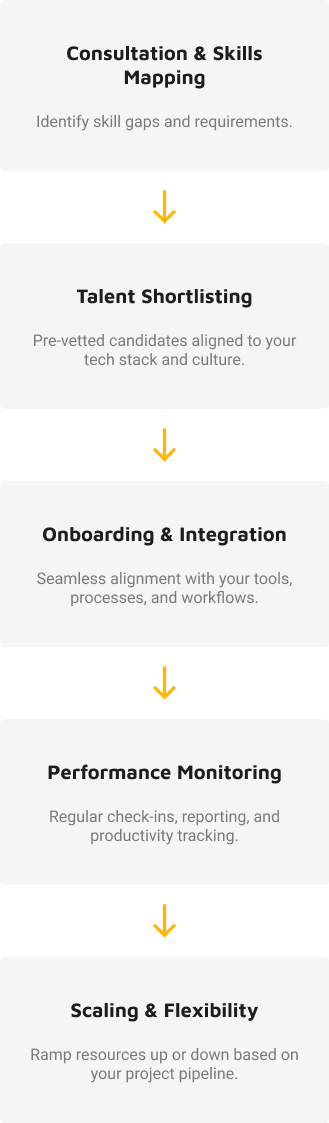 Consultation & Skills
Mapping
Identify skill gaps and requirements.
Talent Shortlisting
Pre-vetted candidates aligned to your
tech stack and culture.
Onboarding & Integration
Seamless alignment with your tools,
processes, and workflows.
Performance Monitoring
Regular check-ins, reporting, and
productivity tracking.
Scaling & Flexibility
Ramp resources up or down based on
your project pipeline.